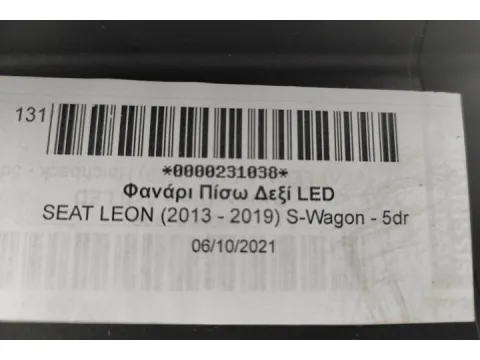 131
*0000231038*
Φανάρι Πίσω Δεξί LED
SEAT LEON (2013 - 2019) S-Wagon - 5dr
06/10/2021